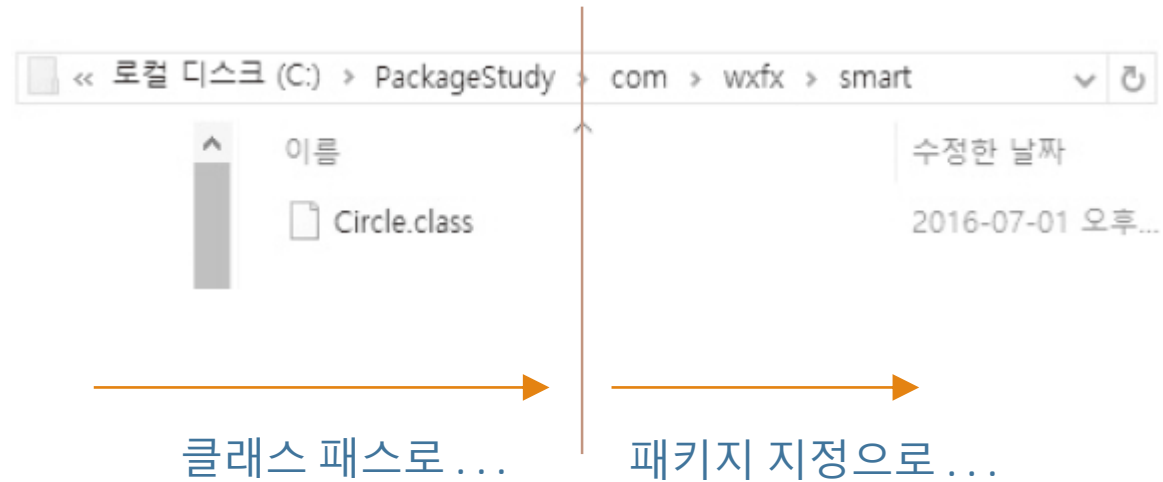 « 로컬 디스크 (C:) > PackageStudy > com > wxfx > smart
이름 수정한 날짜
Circle.class 2016-07-01 오후...
클래스 패스로 . . . 패키지 지정으로 . . .